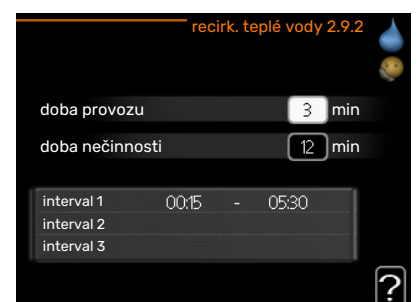 recirk. teplé vody 2.9.2
doba provozu 3 min
doba nečinnosti 12 min
interval 1 00:15 - 05:30
interval 2
interval 3
?